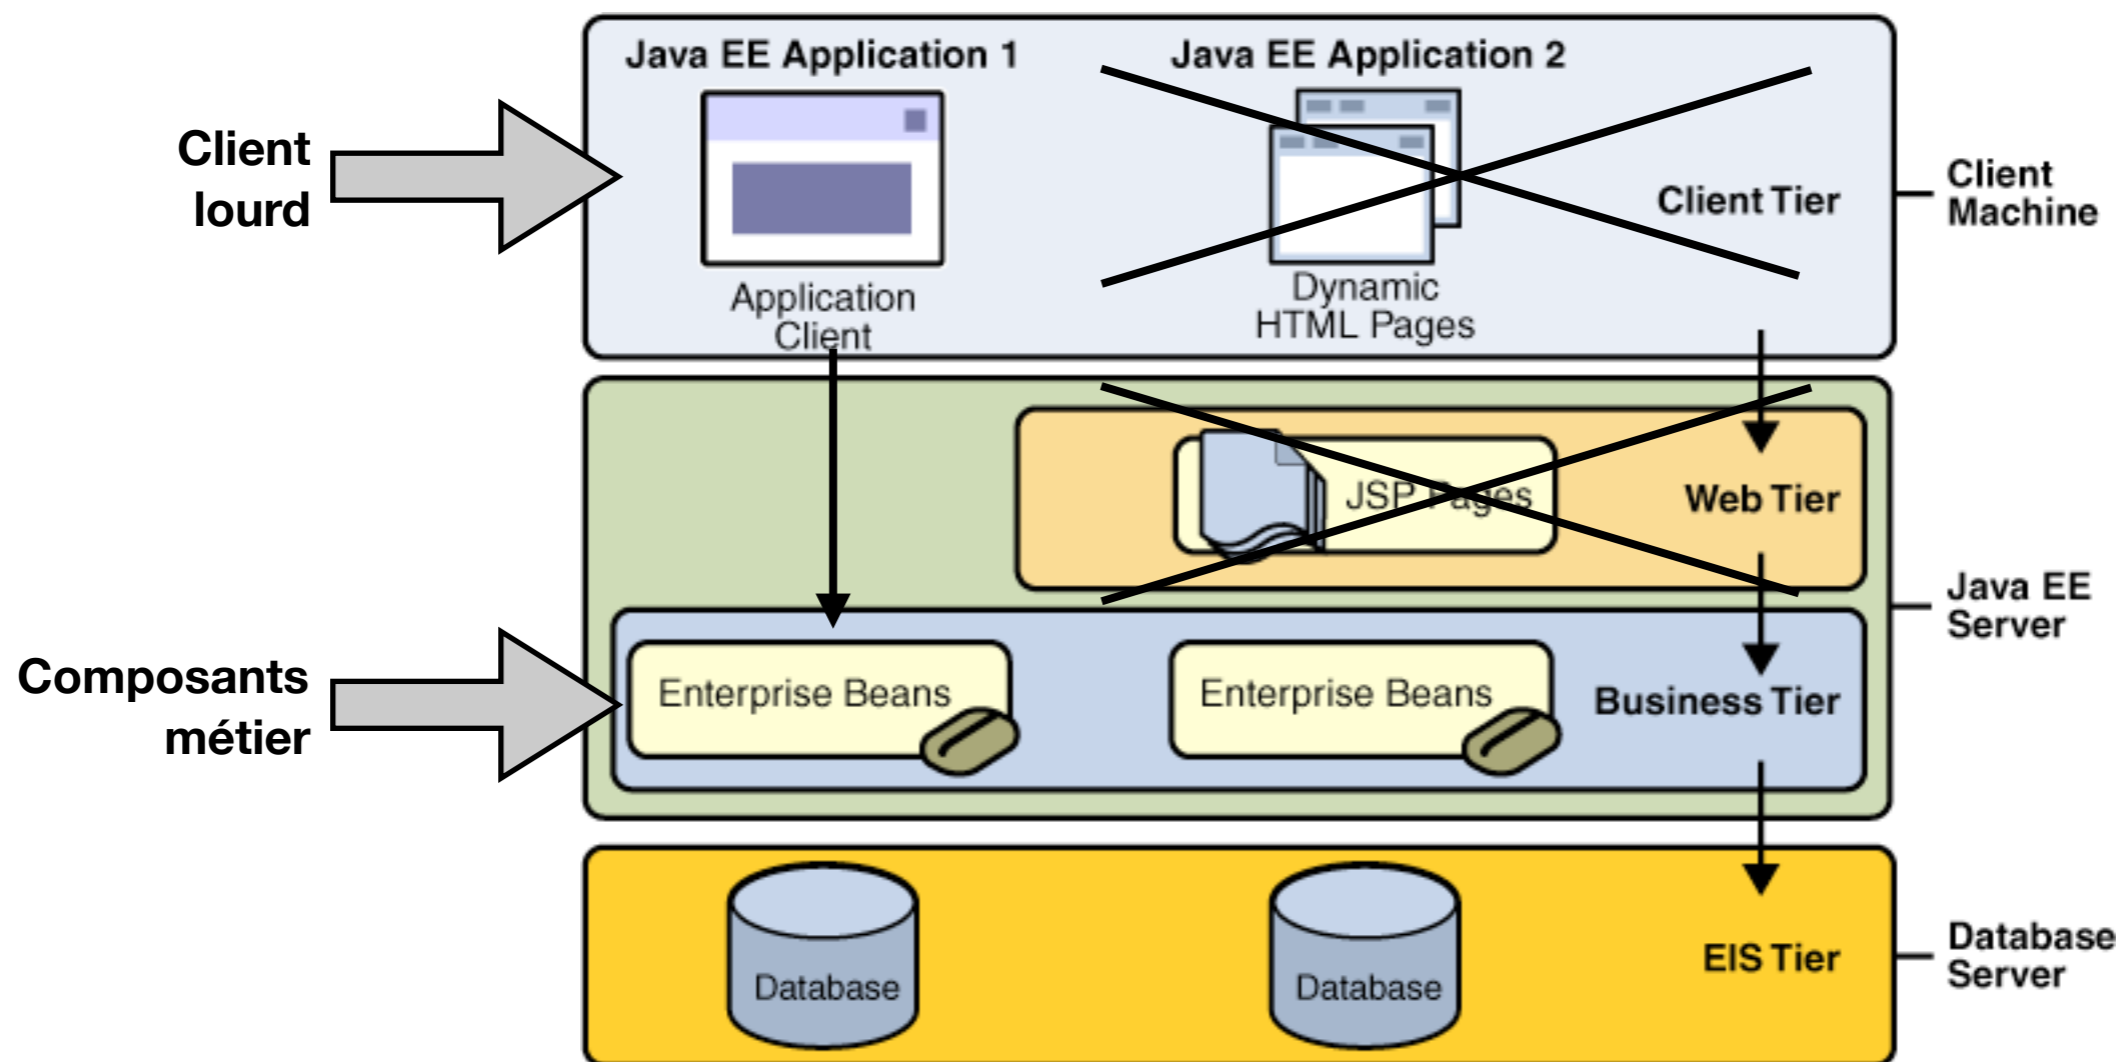 Java EE Application 1
Java EE Application 2
Client
lourd
Application
Client
Dynamic
HTML Pages
Client Tier
Client
Machine
JSP Pages
Web Tier
Java EE
Server
Composants
métier
Enterprise Beans
Enterprise Beans
Business Tier
Database
Database
EIS Tier
Database
Server